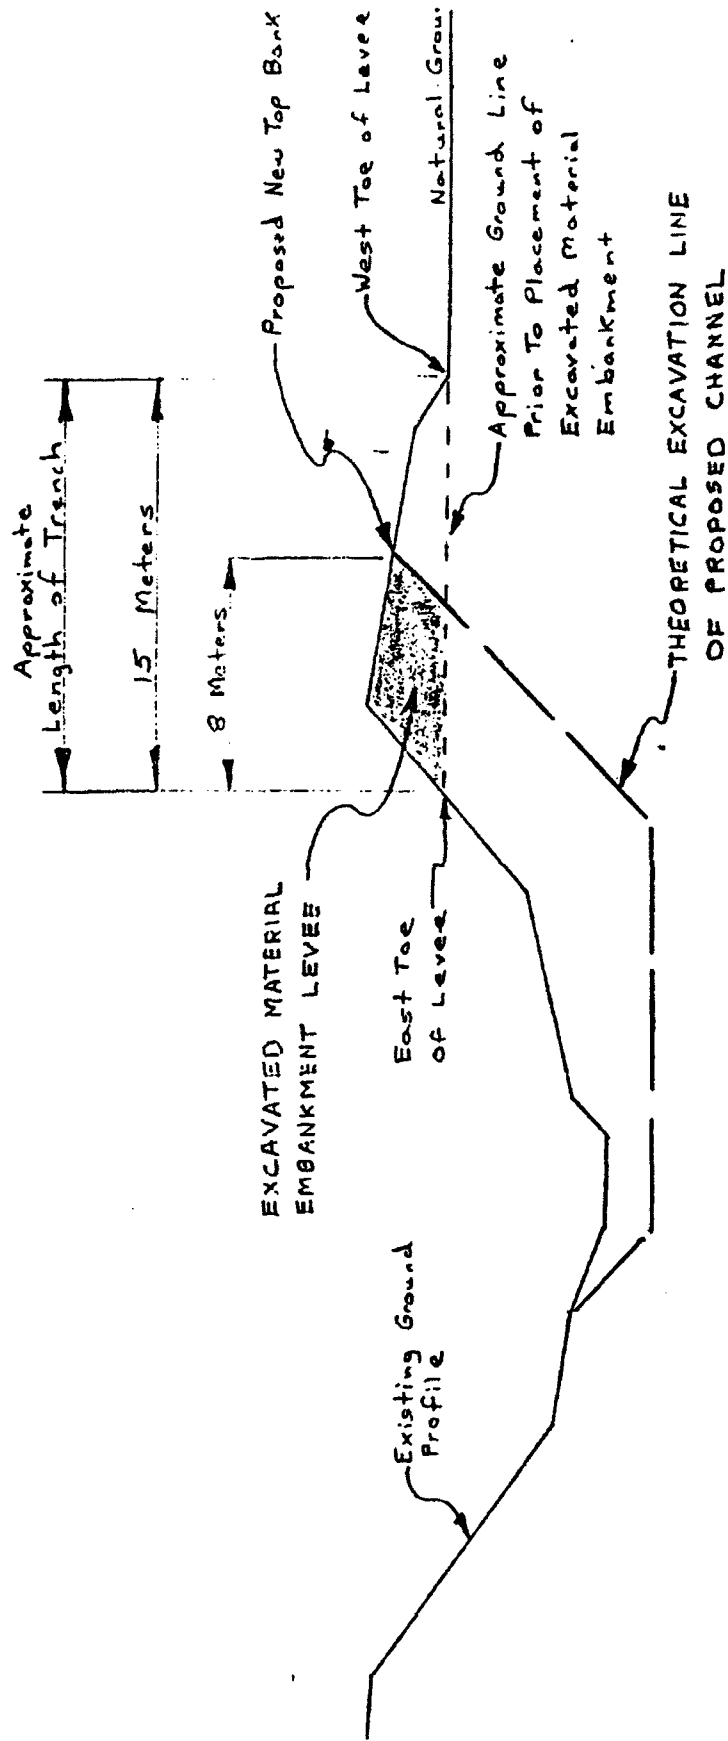 Approximate
Length of Trench
15 Meters
8 Meters
Proposed New Top Bank
West Toe of Levee
Natural Grou
Approximate Ground Line
Prior To Placement of
Excavated Material
Embankment
EXCAVATED MATERIAL
EMBANKMENT LEVEE
East Toe
of Levee
Existing Ground
Profile
THEORETICAL EXCAVATION LINE
OF PROPOSED CHANNEL